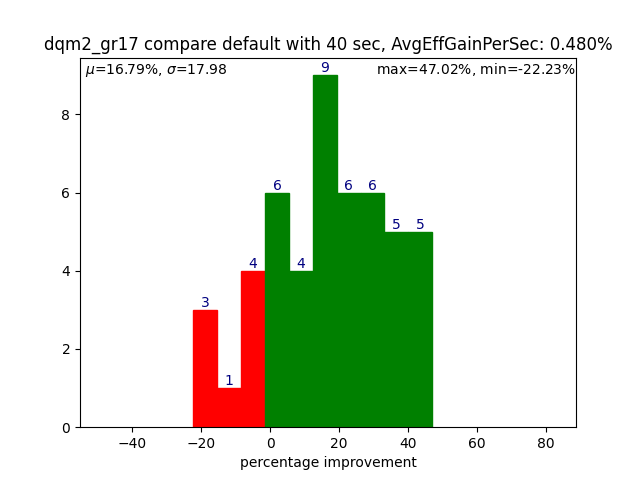 dqm2_gr17 compare default with 40 sec, AvgEffGainPerSec: 0.480%
μ=16.79%, σ=17.98
max=47.02%, min=-22.23%
9
8
6 6 6
6
5 5
4 4
4
3
2
1
0
−40 −20 0 20 40 60 80
percentage improvement